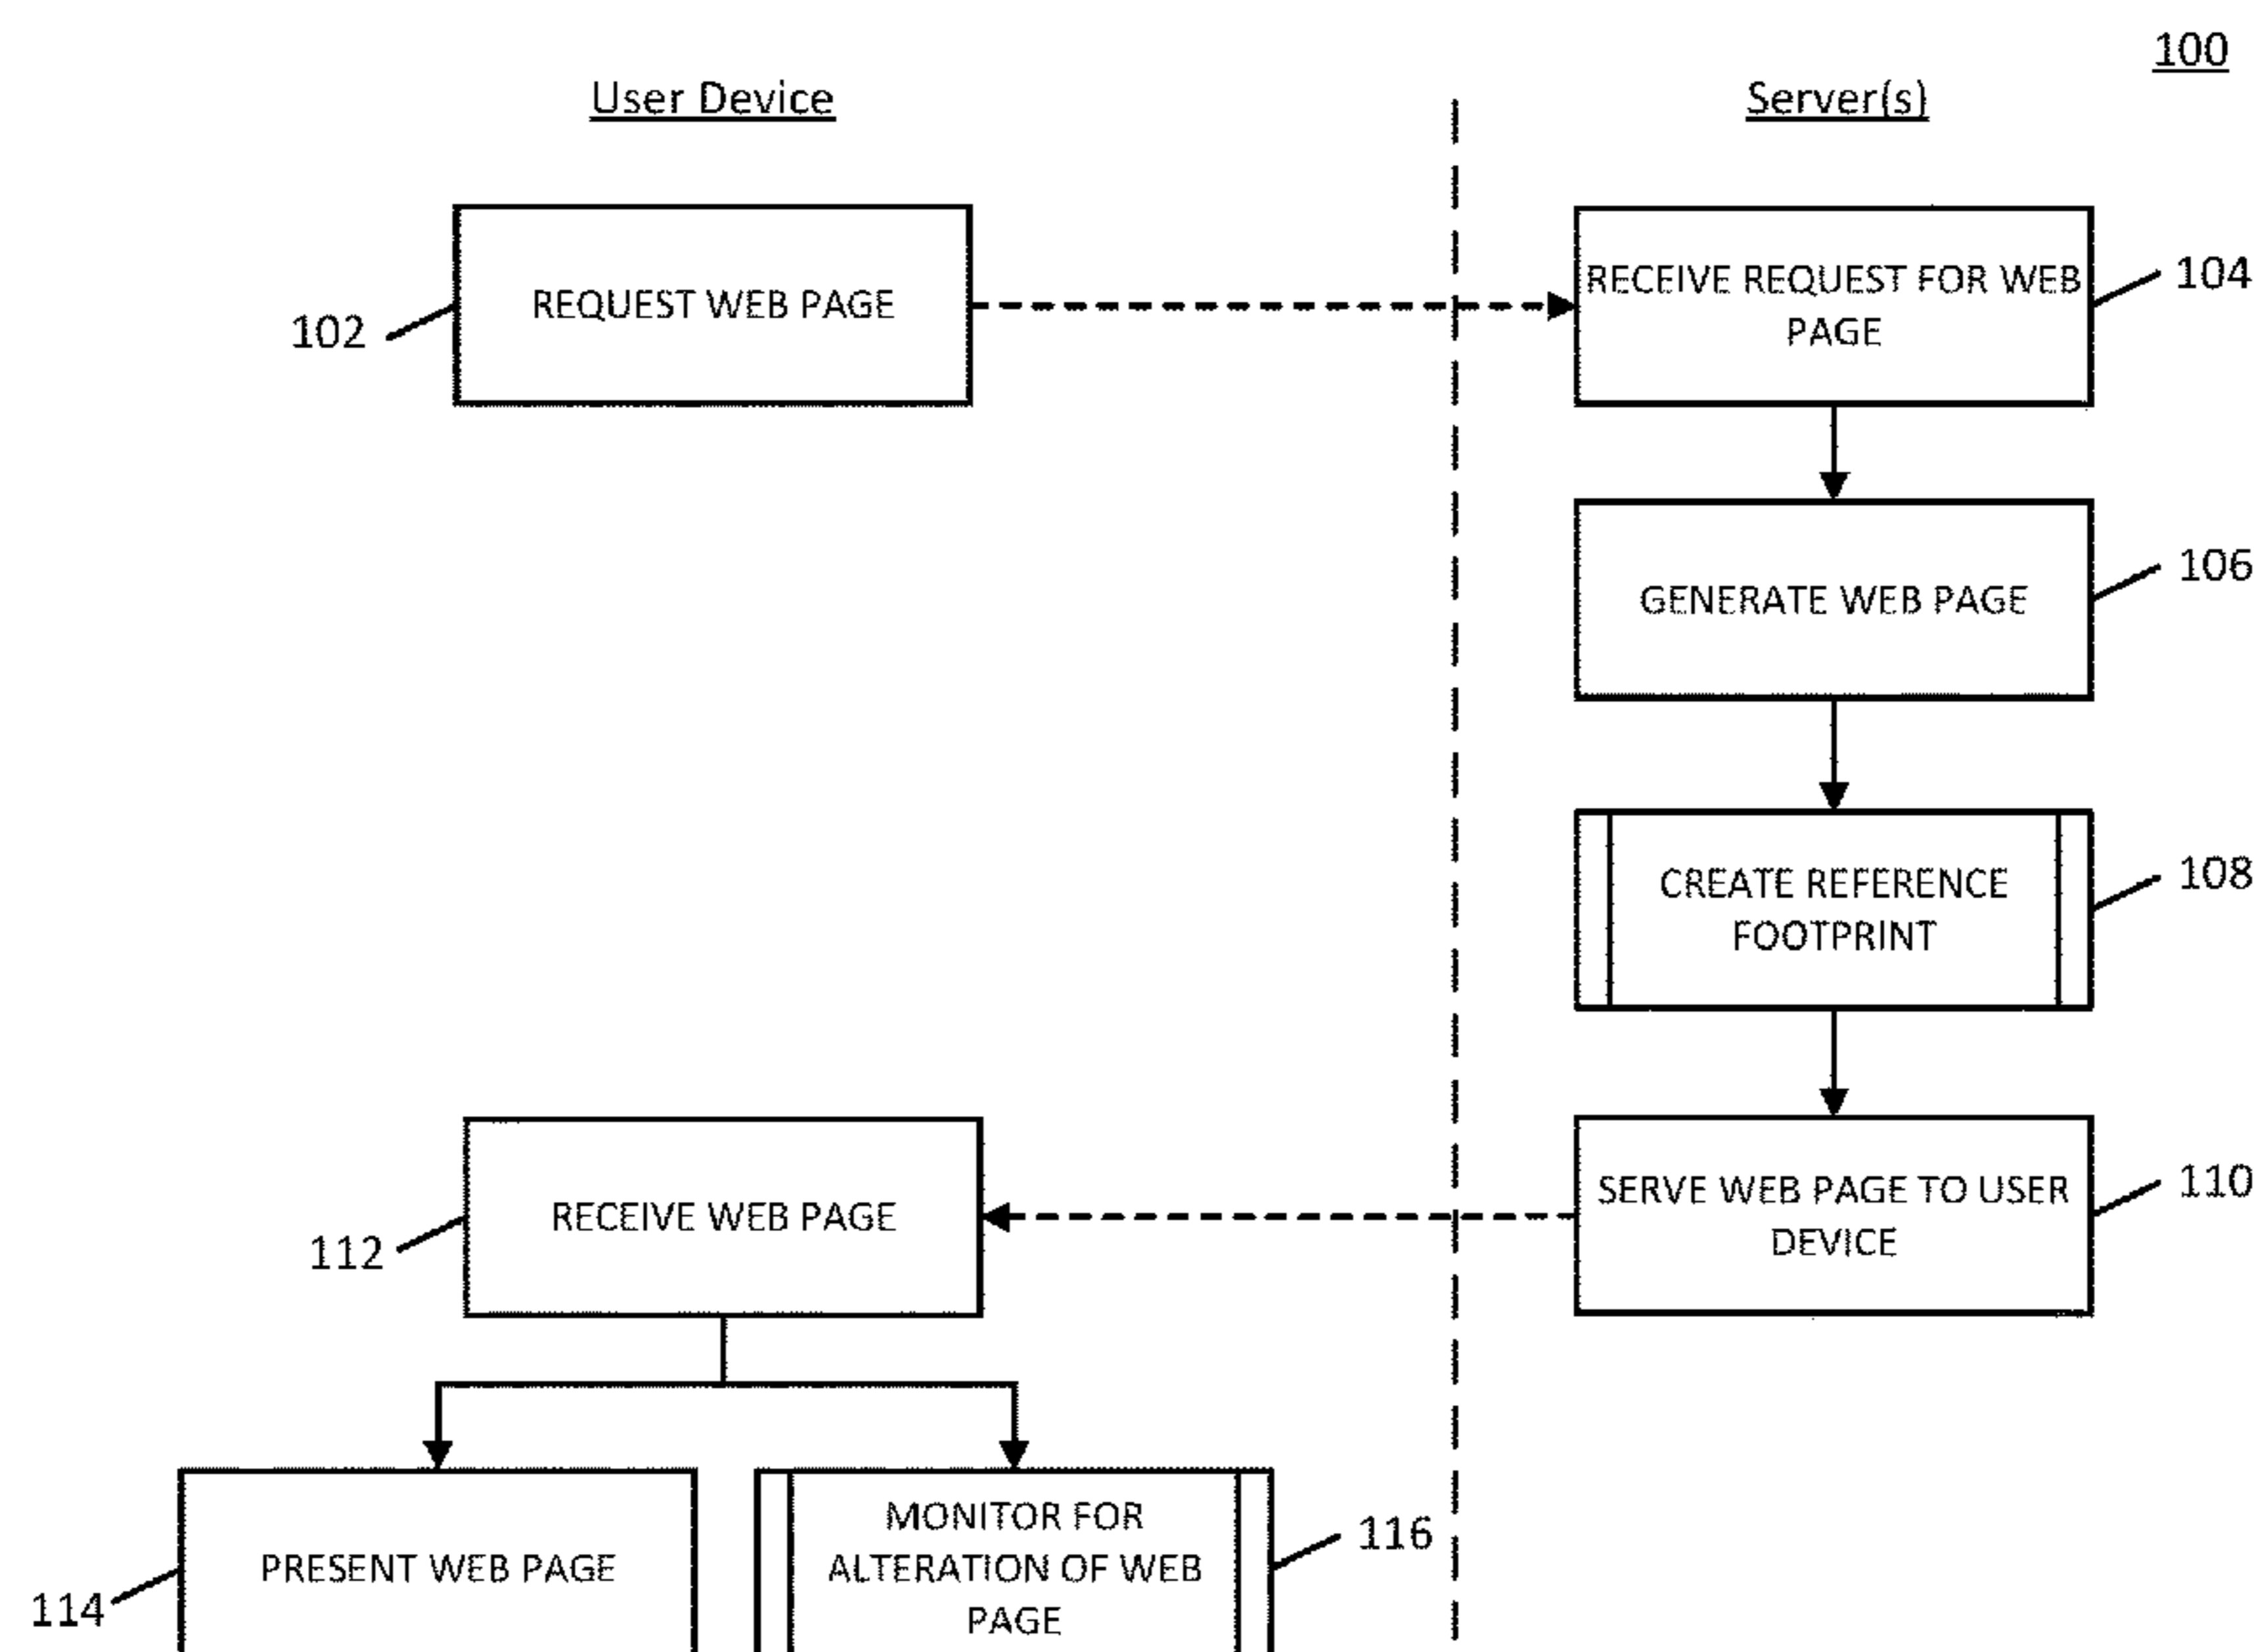 100
User Device
Server(s)
REQUEST WEB PAGE
102
RECEIVE REQUEST FOR WEB
PAGE
104
GENERATE WEB PAGE
106
CREATE REFERENCE
FOOTPRINT
108
SERVE WEB PAGE TO USER
DEVICE
110
RECEIVE WEB PAGE
112
PRESENT WEB PAGE
114
MONITOR FOR
ALTERATION OF WEB
PAGE
116